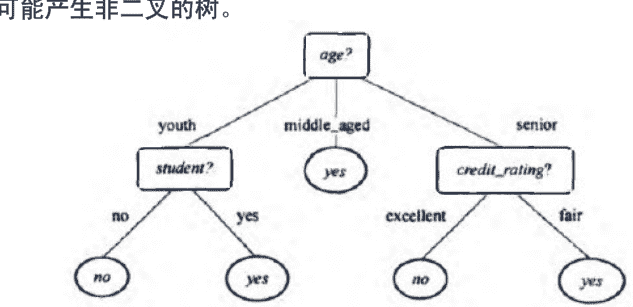 可能产生非二叉的树。
age?
youth middle_aged senior
student? yes credit_rating?
no yes excellent fair
no yes no yes